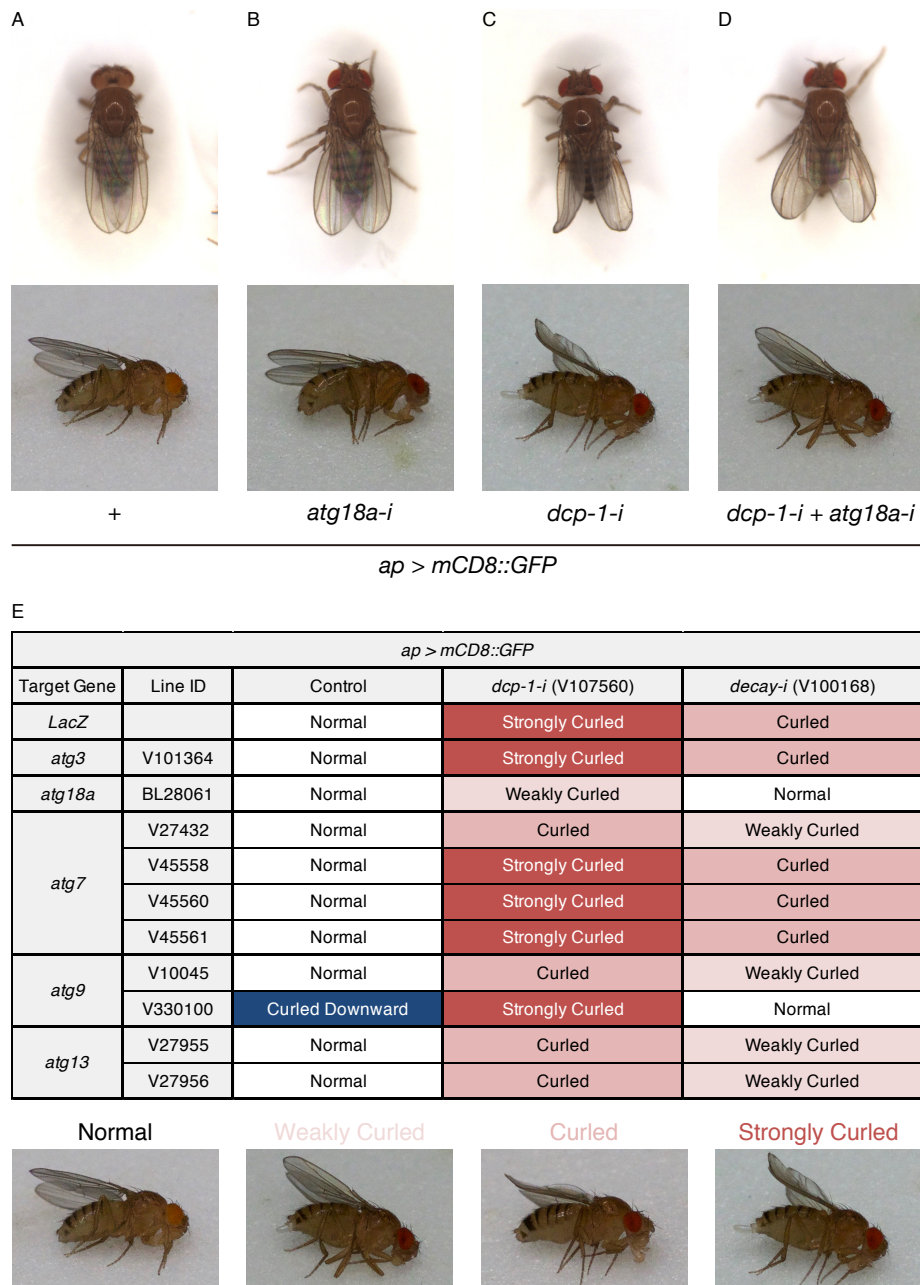 A B C D
+ atg18a-i dcp-1-i dcp-1-i + atg18a-i
ap > mCD8::GFP
E
ap > mCD8::GFP
Target Gene Line ID Control dcp-1-i (V107560) decay-i (V100168)
LacZ Normal Strongly Curled Curled
atg3 V101364 Normal Strongly Curled Curled
atg18a BL28061 Normal Weakly Curled Normal
atg7 V27432 Normal Curled Weakly Curled
V45558 Normal Strongly Curled Curled
V45560 Normal Strongly Curled Curled
V45561 Normal Strongly Curled Curled
atg9 V10045 Normal Curled Weakly Curled
V330100 Curled Downward Strongly Curled Normal
atg13 V27955 Normal Curled Weakly Curled
V27956 Normal Curled Weakly Curled
Normal Weakly Curled Curled Strongly Curled